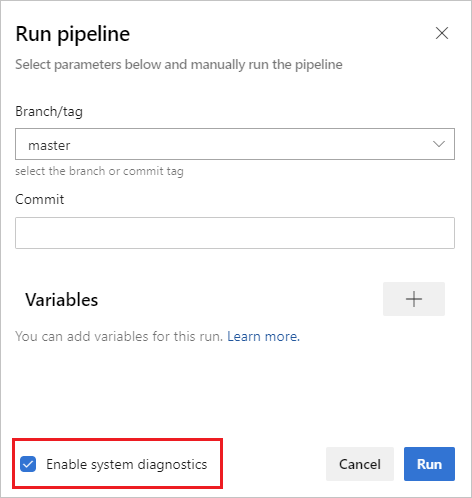 Run pipeline
Select parameters below and manually run the pipeline
Branch/tag
master
select the branch or commit tag
Commit
Variables
You can add variables for this run. Learn more.
Enable system diagnostics
Cancel
Run